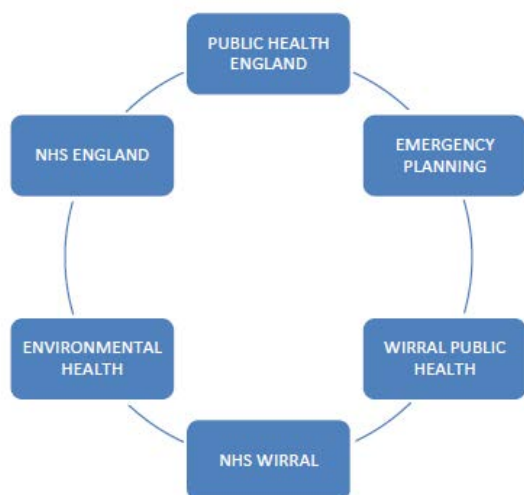 PUBLIC HEALTH
ENGLAND
EMERGENCY
PLANNING
WIRRAL PUBLIC
HEALTH
NHS WIRRAL
ENVIRONMENTAL
HEALTH
NHS ENGLAND